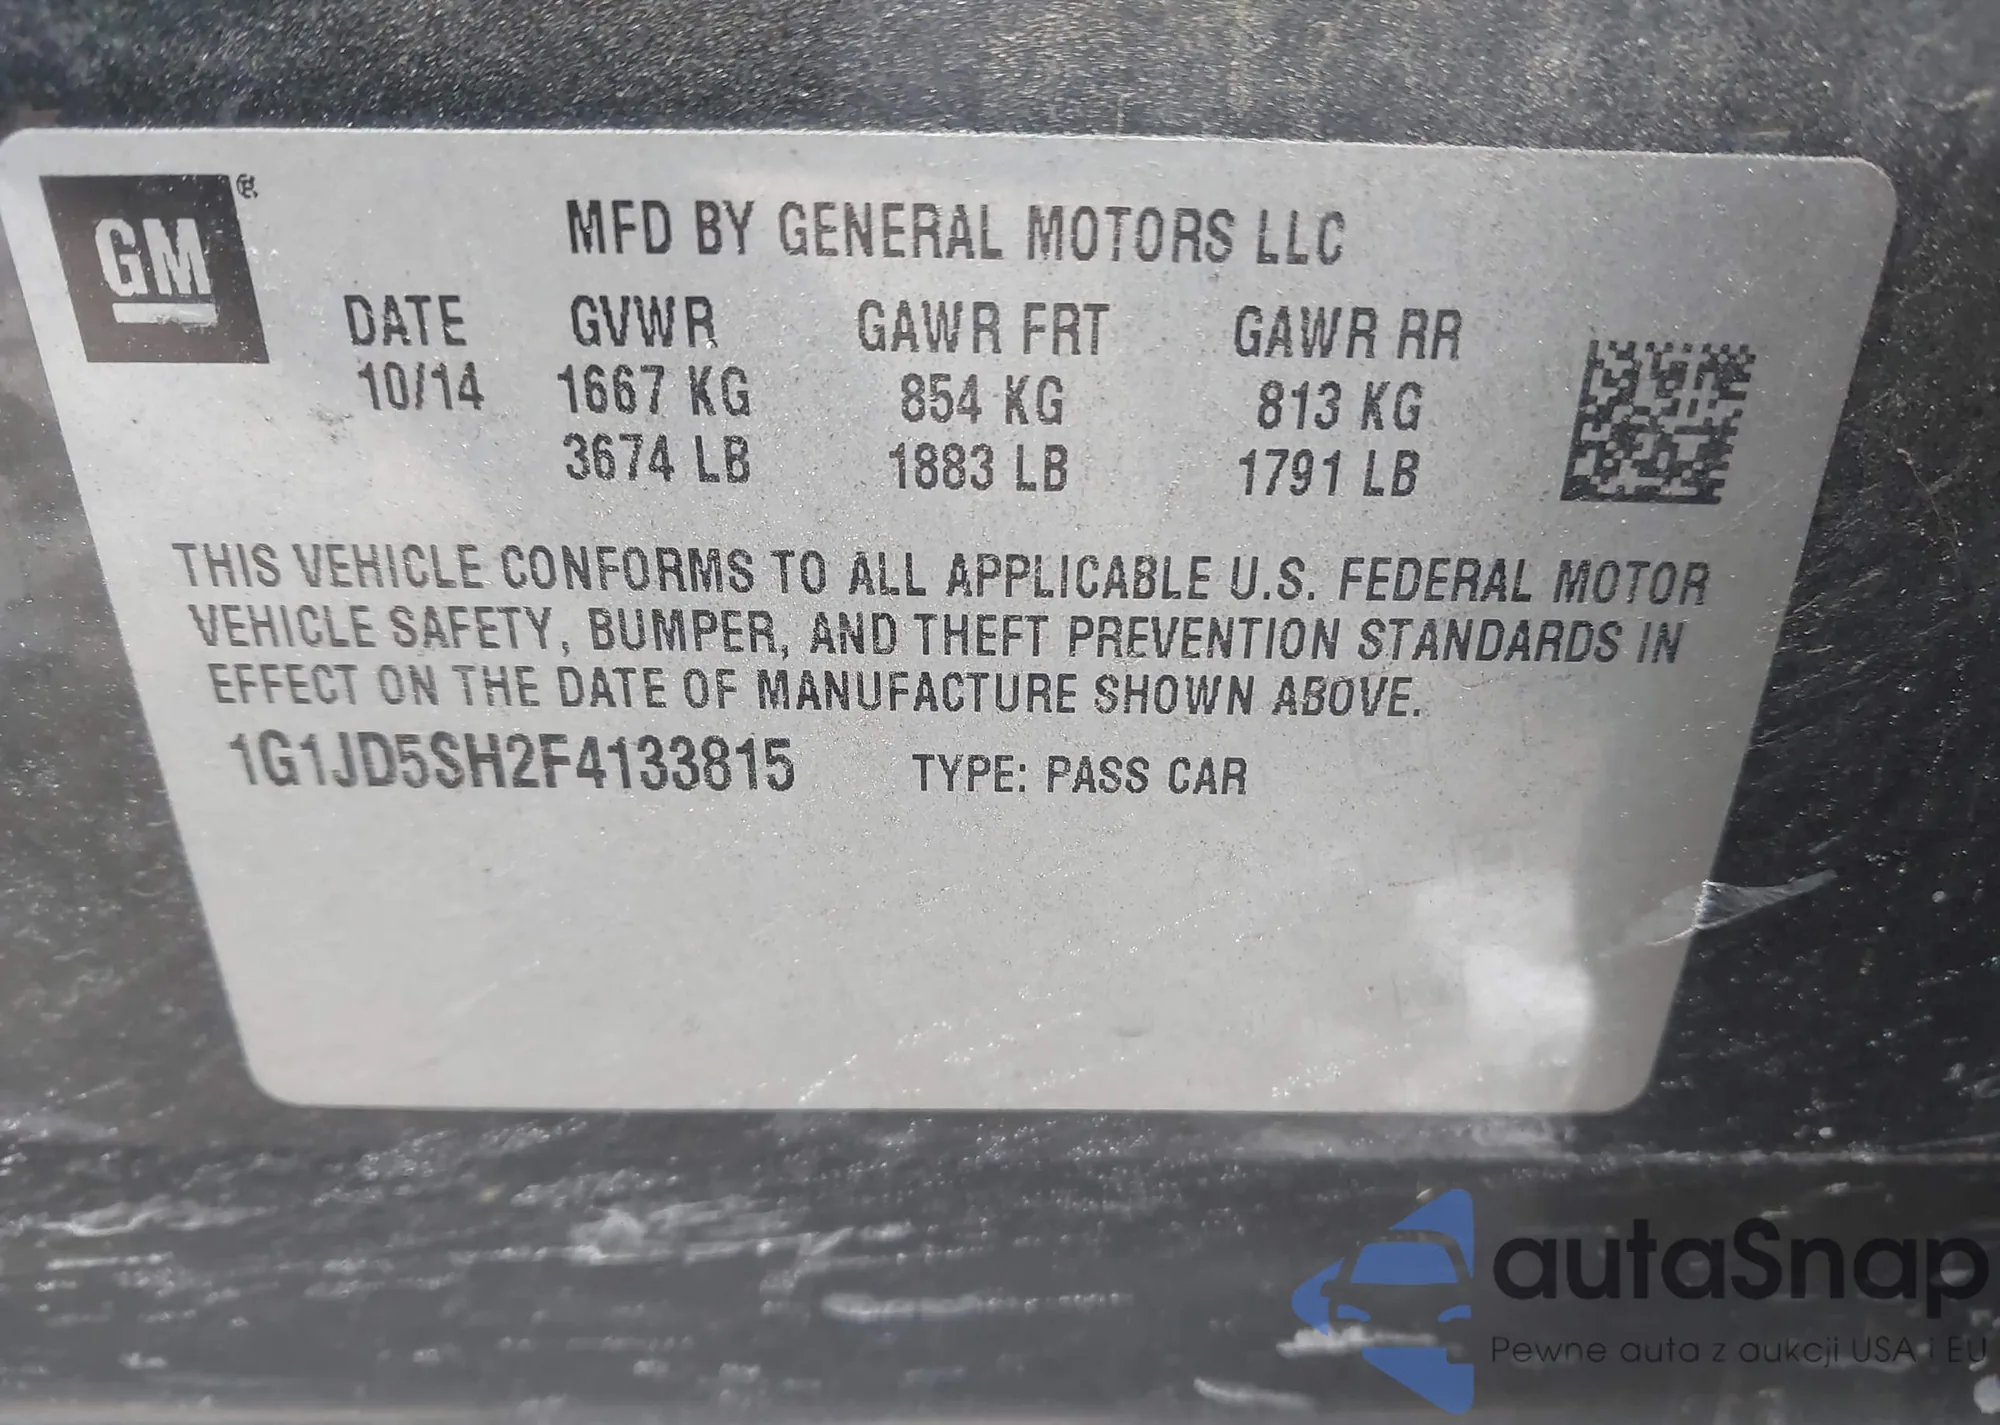 GM ®
MFD BY GENERAL MOTORS LLC
DATE GVWR GAWR FRT GAWR RR
10/14 1667 KG 854 KG 813 KG
3674 LB 1883 LB 1791 LB
THIS VEHICLE CONFORMS TO ALL APPLICABLE U.S. FEDERAL MOTOR
VEHICLE SAFETY, BUMPER, AND THEFT PREVENTION STANDARDS IN
EFFECT ON THE DATE OF MANUFACTURE SHOWN ABOVE.
1G1JD5SH2F4133815 TYPE: PASS CAR
autaSnap
Pewne auta z aukcji USA i EU